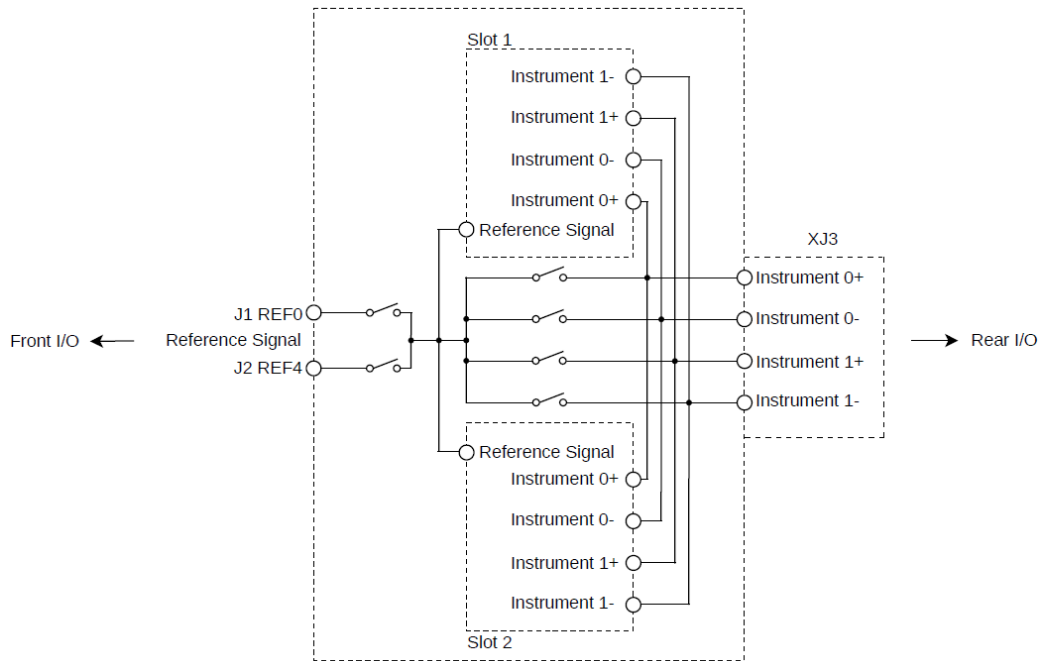 Slot 1
Instrument 1-
Instrument 1+
Instrument 0-
Instrument 0+
Reference Signal
XJ3
Instrument 0+
J1 REF0
Instrument 0-
Front I/O
Reference Signal
Rear I/O
J2 REF4
Instrument 1+
Instrument 1-
Reference Signal
Instrument 0+
Instrument 0-
Instrument 1+
Instrument 1-
Slot 2